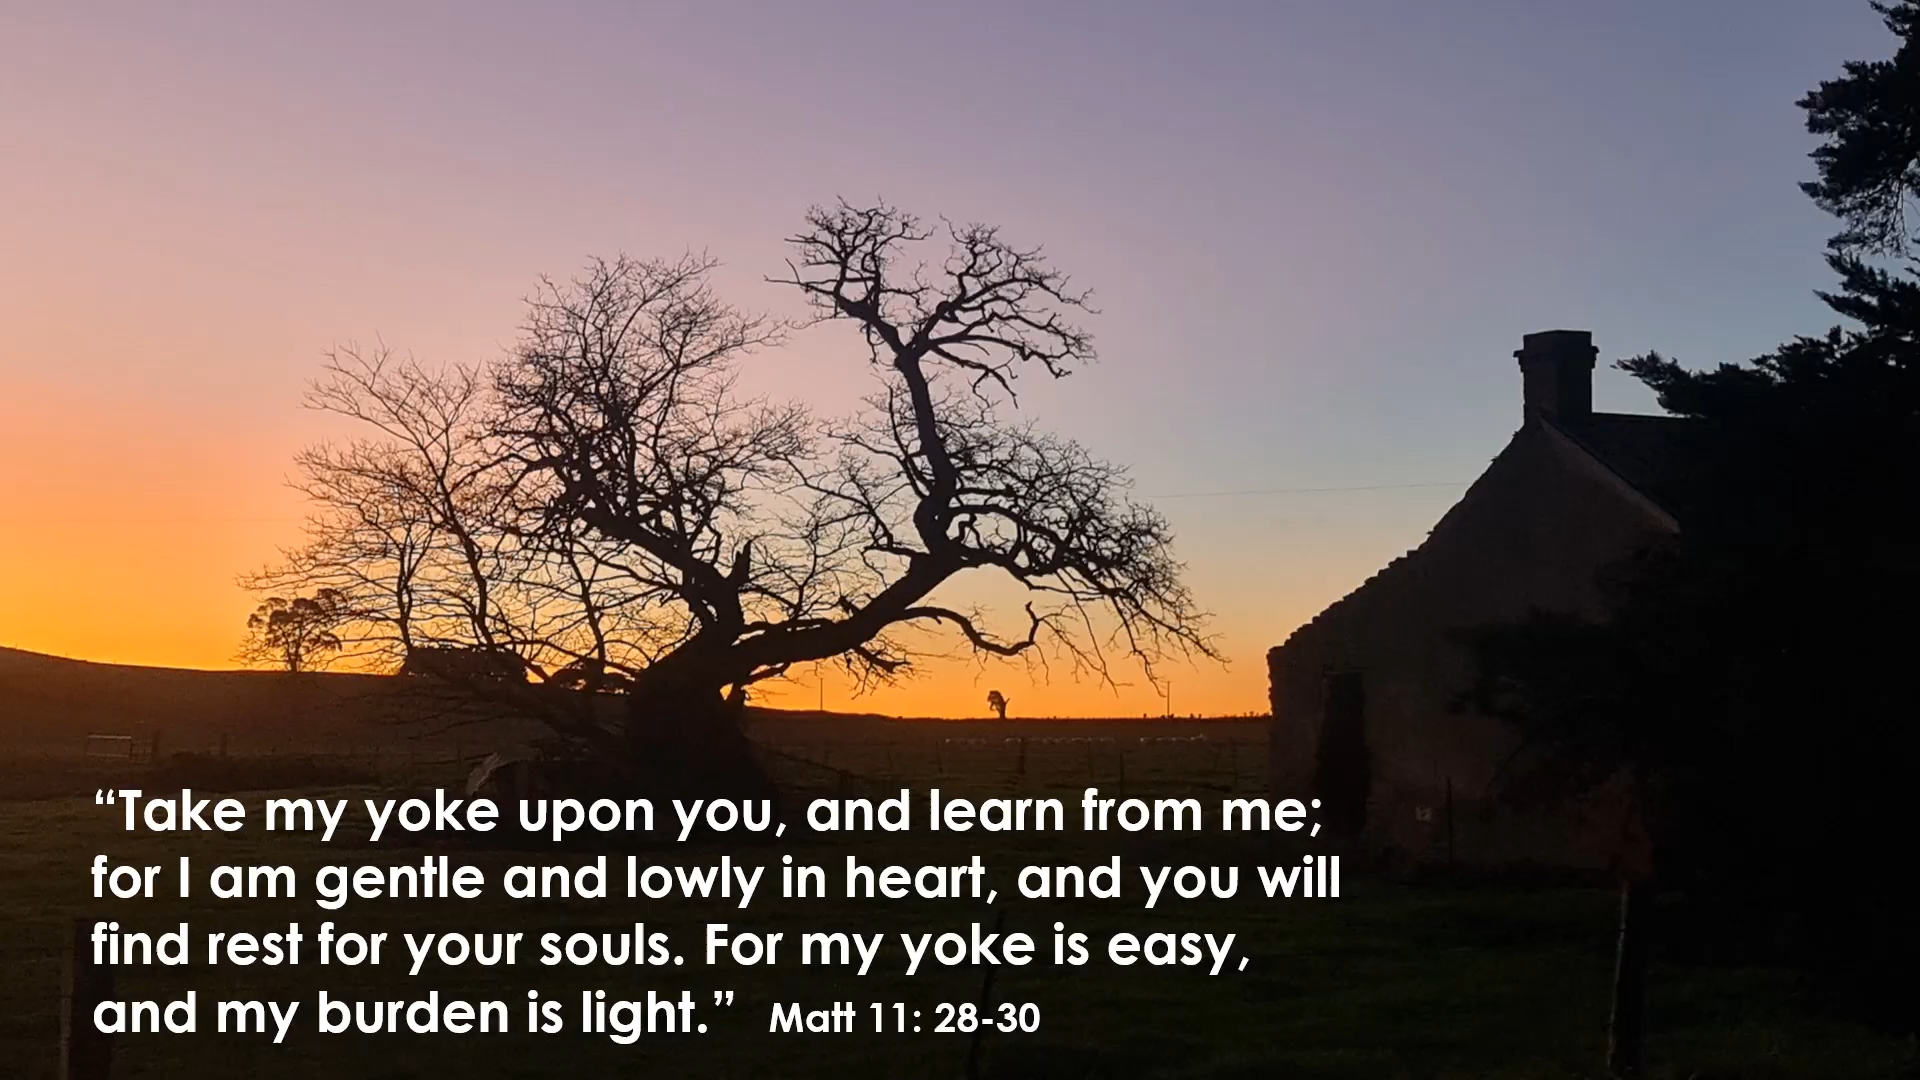 “Take my yoke upon you, and learn from me;
for I am gentle and lowly in heart, and you will
find rest for your souls. For my yoke is easy,
and my burden is light.” Matt 11: 28-30